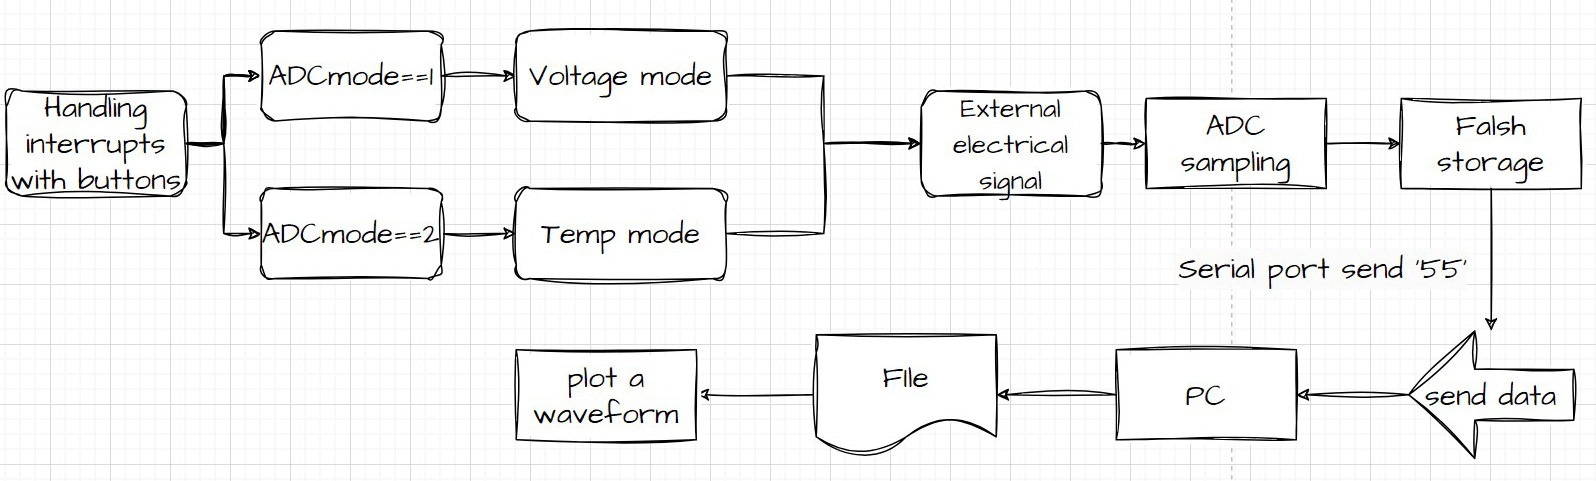 Handling
interrupts
with buttons
ADCmode==1
Voltage mode
ADCmode==2
Temp mode
External
electrical
signal
ADC
sampling
Falsh
storage
Serial port send '55'
send data
PC
FIle
plot a
waveform